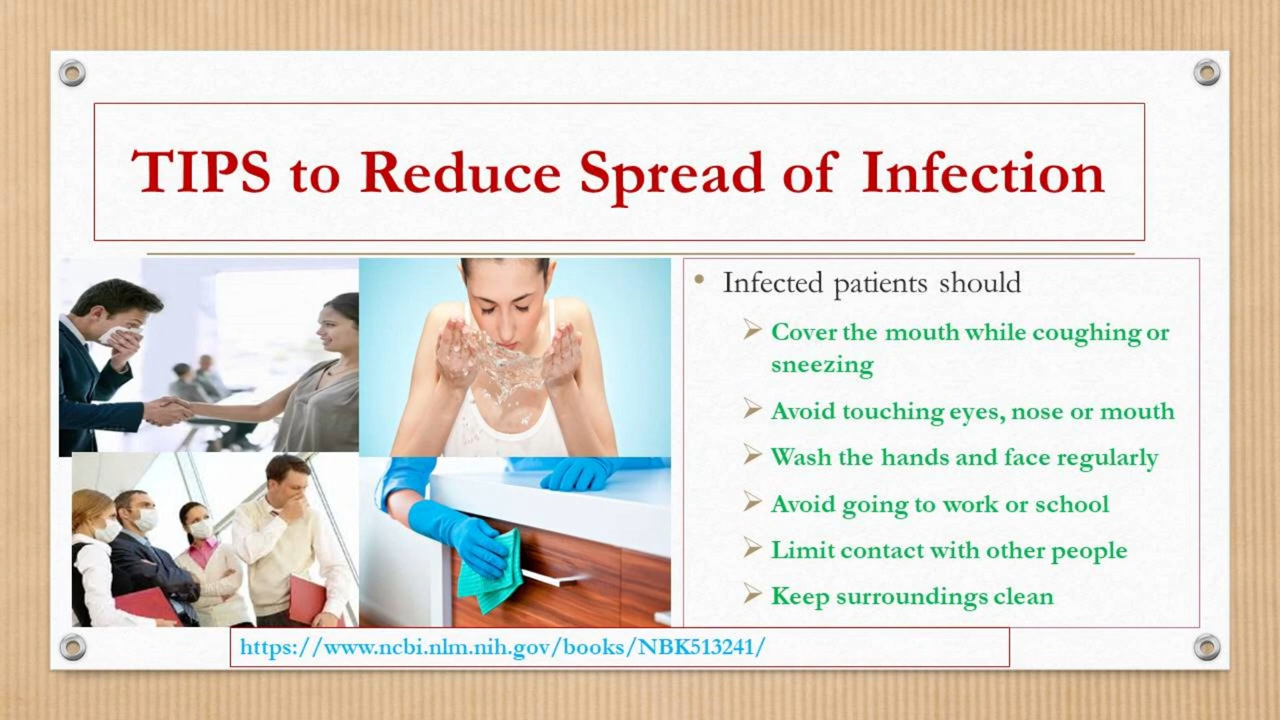 TIPS to Reduce Spread of Infection
• Infected patients should
➢ Cover the mouth while coughing or
sneezing
➢ Avoid touching eyes, nose or mouth
➢ Wash the hands and face regularly
➢ Avoid going to work or school
➢ Limit contact with other people
➢ Keep surroundings clean
https://www.ncbi.nlm.nih.gov/books/NBK513241/